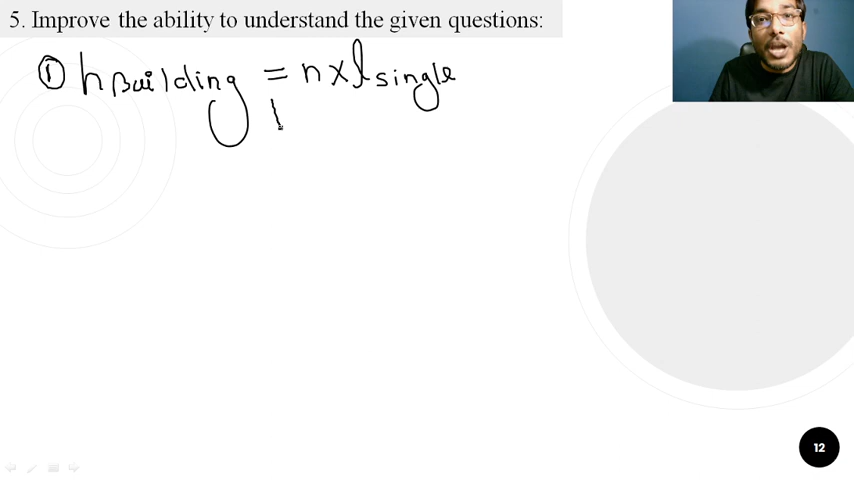 5. Improve the ability to understand the given questions:
① h Building = n x l single
12